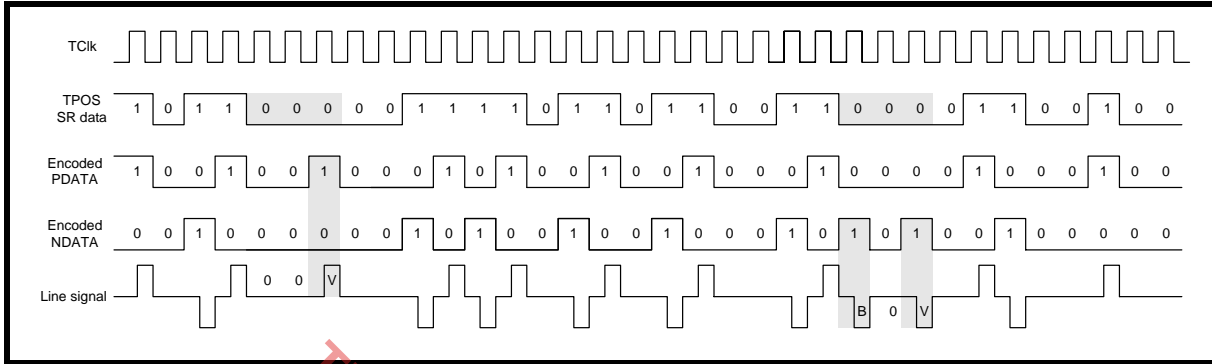 TClk
TPOS
SR data
1 0 1 1 0 0 0 0 0 1 1 1 1 0 1 1 0 1 1 0 0 1 1 0 0 0 0 1 1 0 0 1 0 0
Encoded
PDATA
1 0 0 1 0 0 1 0 0 0 1 0 1 0 0 1 0 0 1 0 0 0 1 0 0 0 0 1 0 0 0 1 0 0
Encoded
NDATA
0 0 1 0 0 0 0 0 0 1 0 1 0 0 1 0 0 1 0 0 0 1 0 1 0 1 0 0 1 0 0 0 0 0
Line signal
0 0 V B 0 V